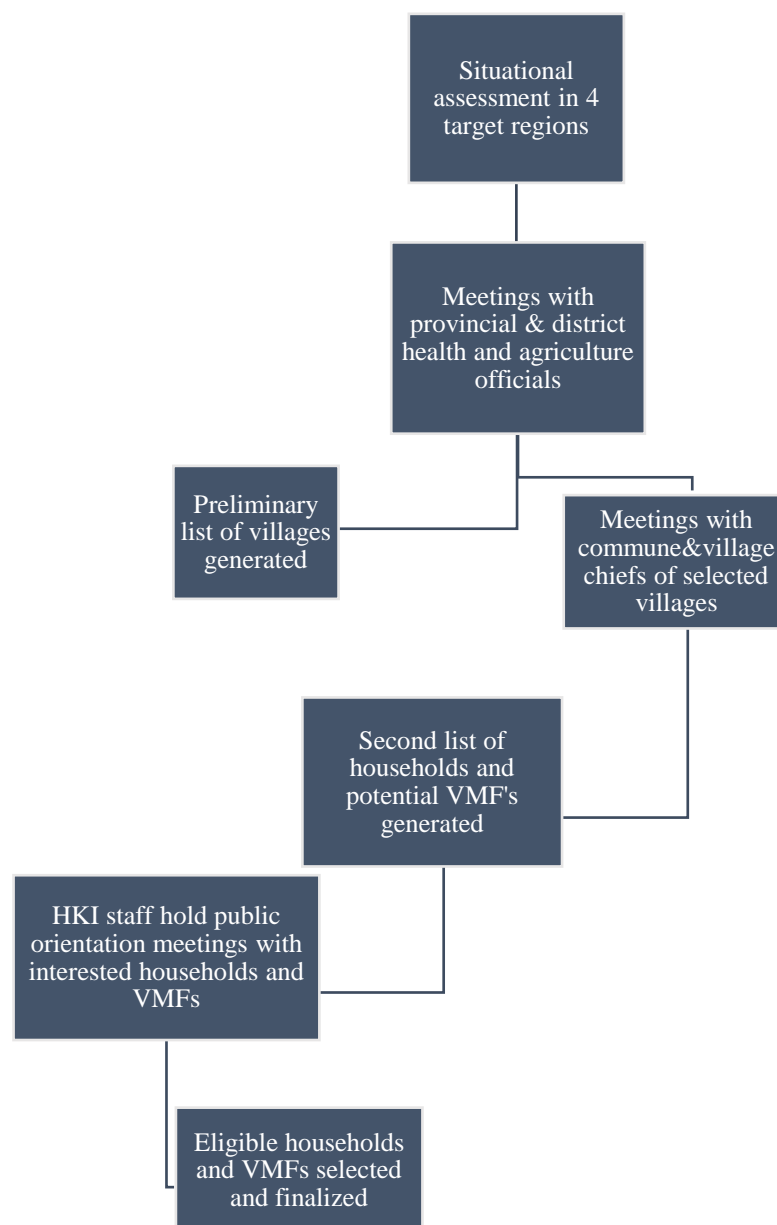 Situational
assessment in 4
target regions
Meetings with
provincial & district
health and agriculture
officials
Preliminary
list of villages
generated
Meetings with
commune&village
chiefs of selected
villages
Second list of
households and
potential VMF's
generated
HKI staff hold public
orientation meetings with
interested households and
VMFs
Eligible households
and VMFs selected
and finalized